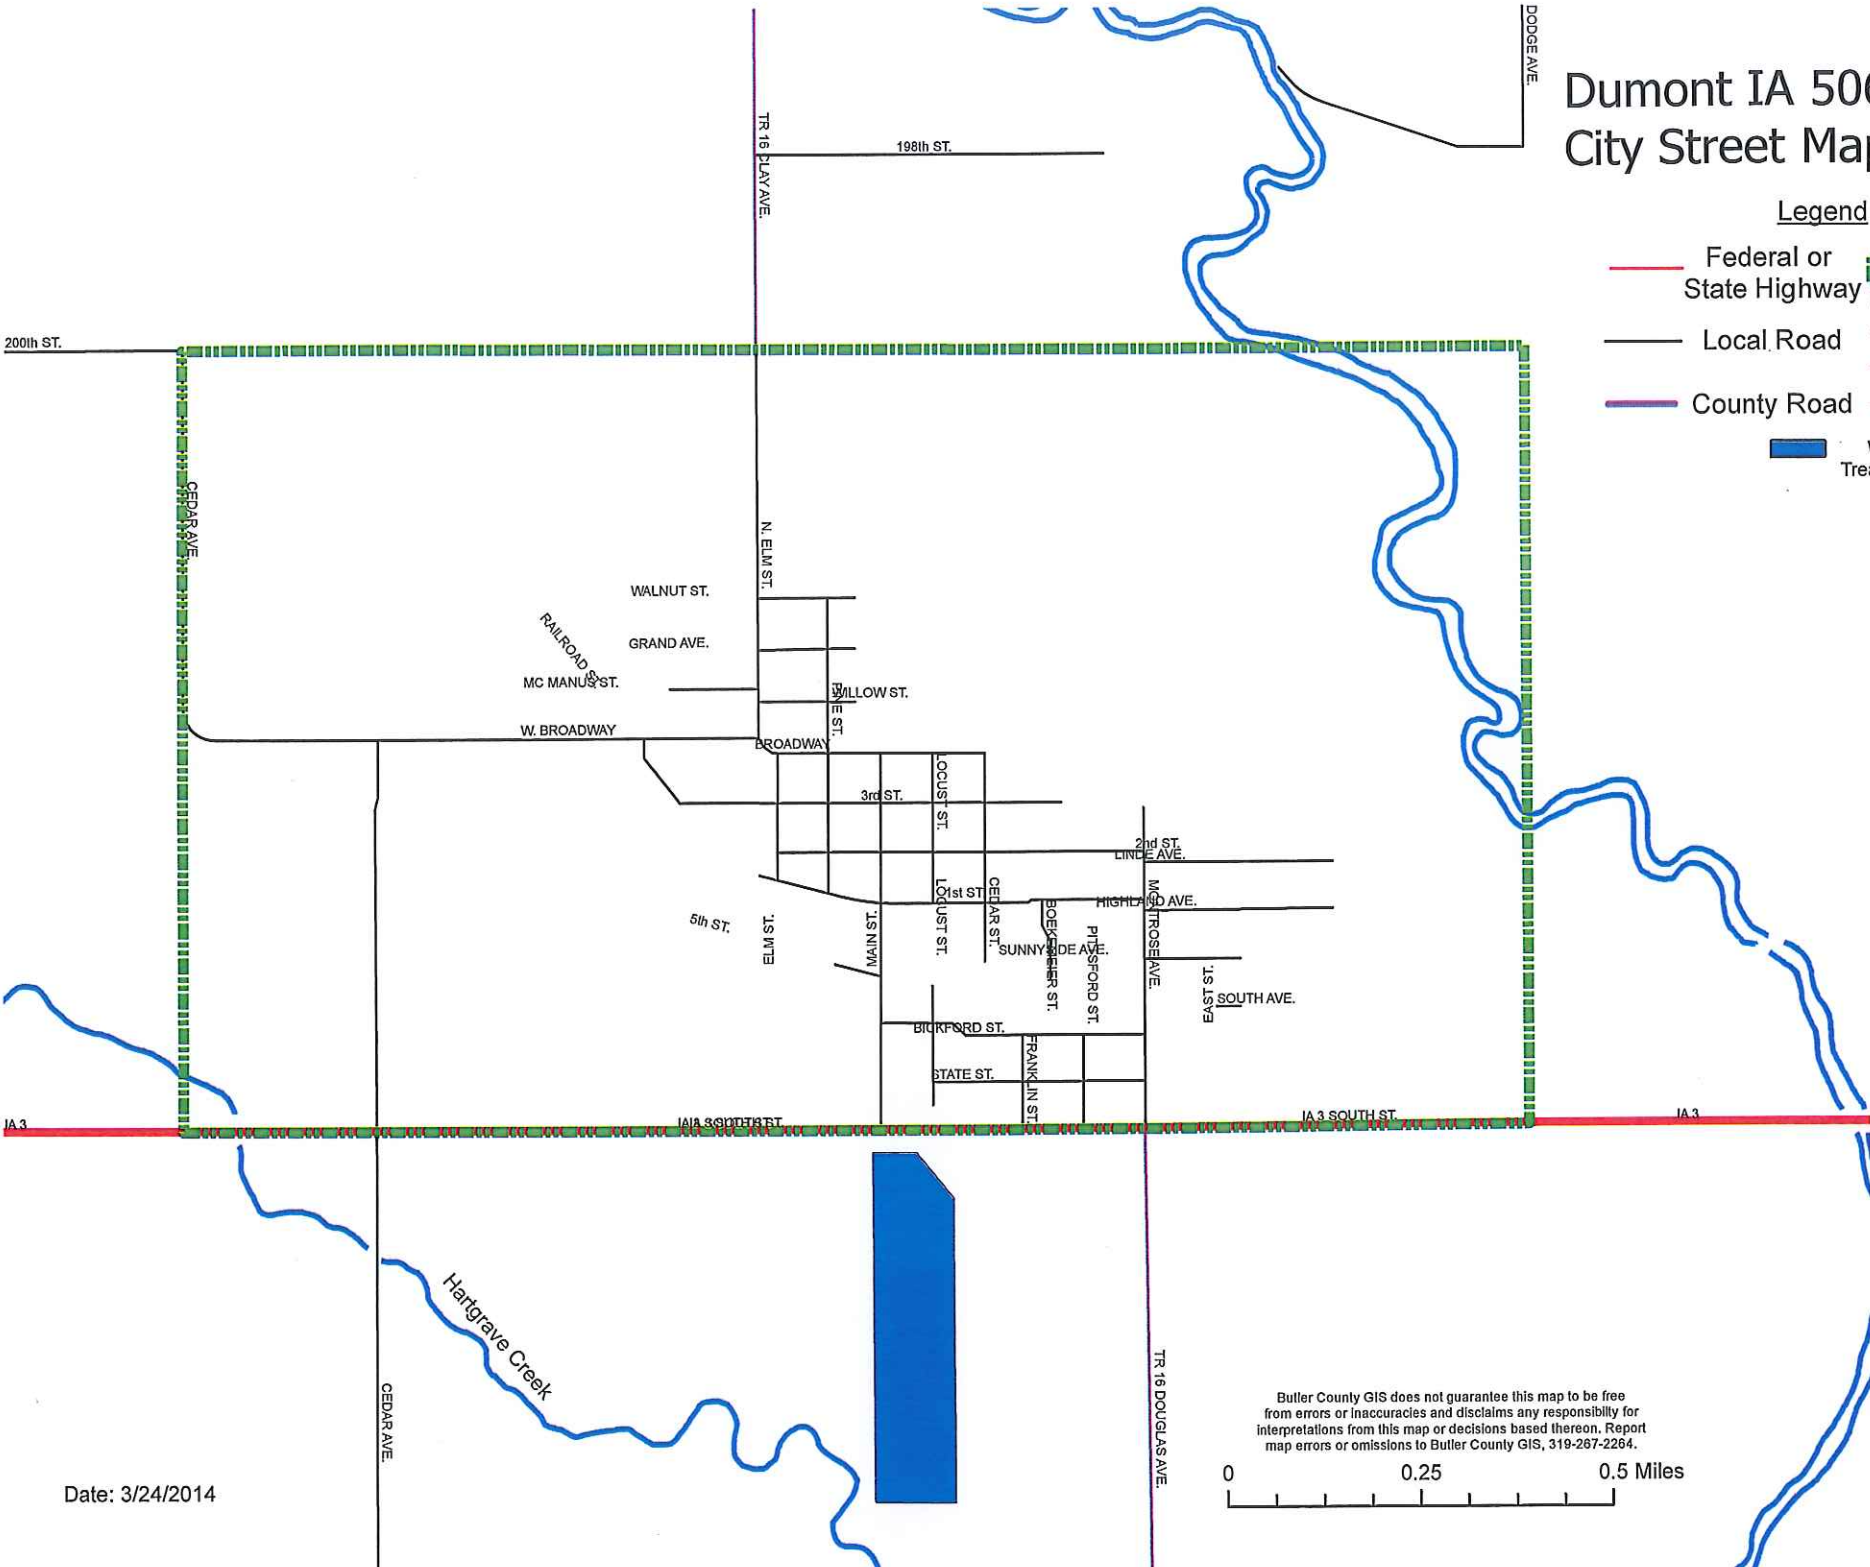 DODGE AVE.
Dumont IA 506
City Street Map
TR 16 CLAY AVE.
198th ST.
Legend
Federal or
State Highway
200th ST.
Local Road
County Road
Trea
CEDAR AVE.
N. ELM ST.
WALNUT ST.
RAILROAD ST.
GRAND AVE.
MC MANUS ST.
WILLOW ST.
PINE ST.
W. BROADWAY
BROADWAY
LOCUST ST.
3rd ST.
2nd ST.
LINDE AVE.
1st ST.
CEDAR ST.
LOCUST ST.
HIGHLAND AVE.
MONTROSE AVE.
5th ST.
ELM ST.
MAIN ST.
BOEKEMEIER ST.
PITTSFORD ST.
SUNNYSIDE AVE.
EAST ST.
SOUTH AVE.
BICKFORD ST.
FRANKLIN ST.
STATE ST.
IA 3
IA 3 SOUTH ST.
IA 3 SOUTH ST.
IA 3
Hartgrave Creek
CEDAR AVE.
TR 16 DOUGLAS AVE.
Butler County GIS does not guarantee this map to be free
from errors or inaccuracies and disclaims any responsibility for
interpretations from this map or decisions based thereon. Report
map errors or omissions to Butler County GIS, 319-267-2264.
0 0.25 0.5 Miles
Date: 3/24/2014